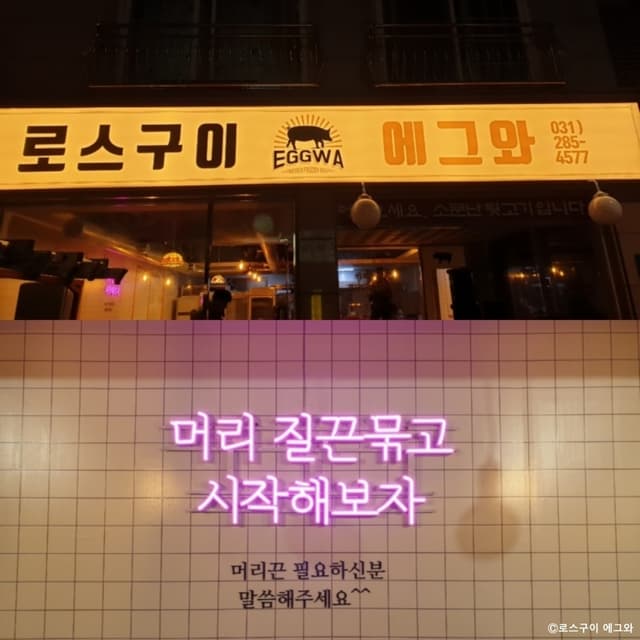 로스구이
EGGWA
에그와
031)
285-
4577
머리 질끈묶고
시작해보자
머리끈 필요하신분
말씀해주세요^^
©로스구이 에그와